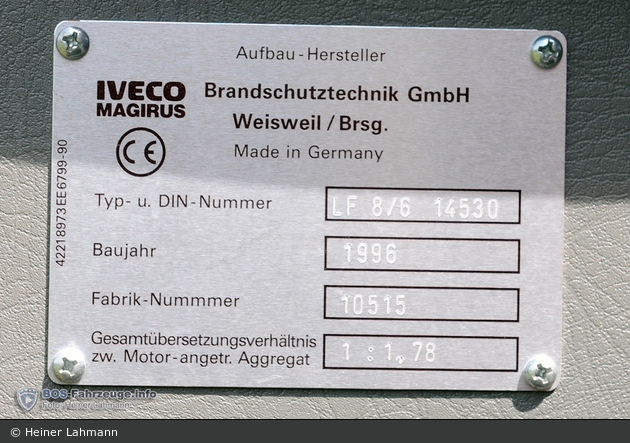 Aufbau-Hersteller
IVECO
MAGIRUS
Brandschutztechnik GmbH
Weisweil / Brsg.
Made in Germany
CE
42218973EE6799-90
Typ- u. DIN-Nummer LF 8/6 14530
Baujahr 1996
Fabrik-Nummmer 10515
Gesamtübersetzungsverhältnis
zw. Motor-angetr. Aggregat 1 : 1,78
BOS-Fahrzeuge.info
© Heiner Lahmann